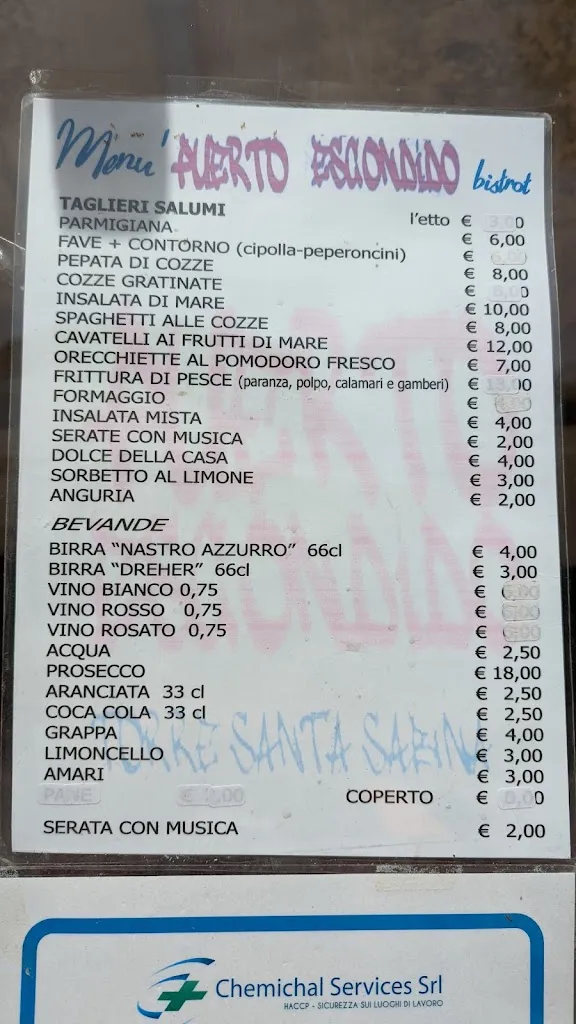 Menu' PUERTO ESCONDIDO bistrot
TAGLIERI SALUMI l'etto €
PARMIGIANA € 6,00
FAVE + CONTORNO (cipolla-peperoncini) €
PEPATA DI COZZE € 8,00
COZZE GRATINATE €
INSALATA DI MARE € 10,00
SPAGHETTI ALLE COZZE € 8,00
CAVATELLI AI FRUTTI DI MARE € 12,00
ORECCHIETTE AL POMODORO FRESCO € 7,00
FRITTURA DI PESCE (paranza, polpo, calamari e gamberi) € 13,00
FORMAGGIO €
INSALATA MISTA € 4,00
SERATE CON MUSICA € 2,00
DOLCE DELLA CASA € 4,00
SORBETTO AL LIMONE € 3,00
ANGURIA € 2,00
BEVANDE
BIRRA "NASTRO AZZURRO" 66cl € 4,00
BIRRA "DREHER" 66cl € 3,00
VINO BIANCO 0,75 €
VINO ROSSO 0,75 €
VINO ROSATO 0,75 €
ACQUA € 2,50
PROSECCO € 18,00
ARANCIATA 33 cl € 2,50
COCA COLA 33 cl € 2,50
GRAPPA € 4,00
LIMONCELLO € 3,00
AMARI € 3,00
TORRE SANTA SABINA
PANE € COPERTO €
SERATA CON MUSICA € 2,00
Chemichal Services Srl
HACCP - SICUREZZA SUI LUOGHI DI LAVORO